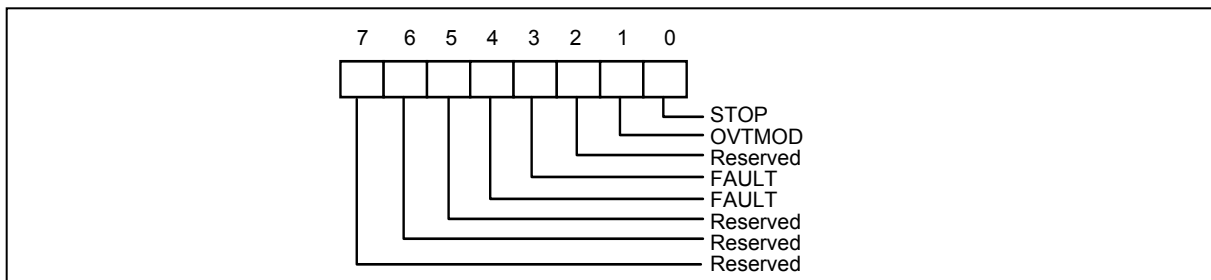 7 6 5 4 3 2 1 0
STOP
OVTMOD
Reserved
FAULT
FAULT
Reserved
Reserved
Reserved